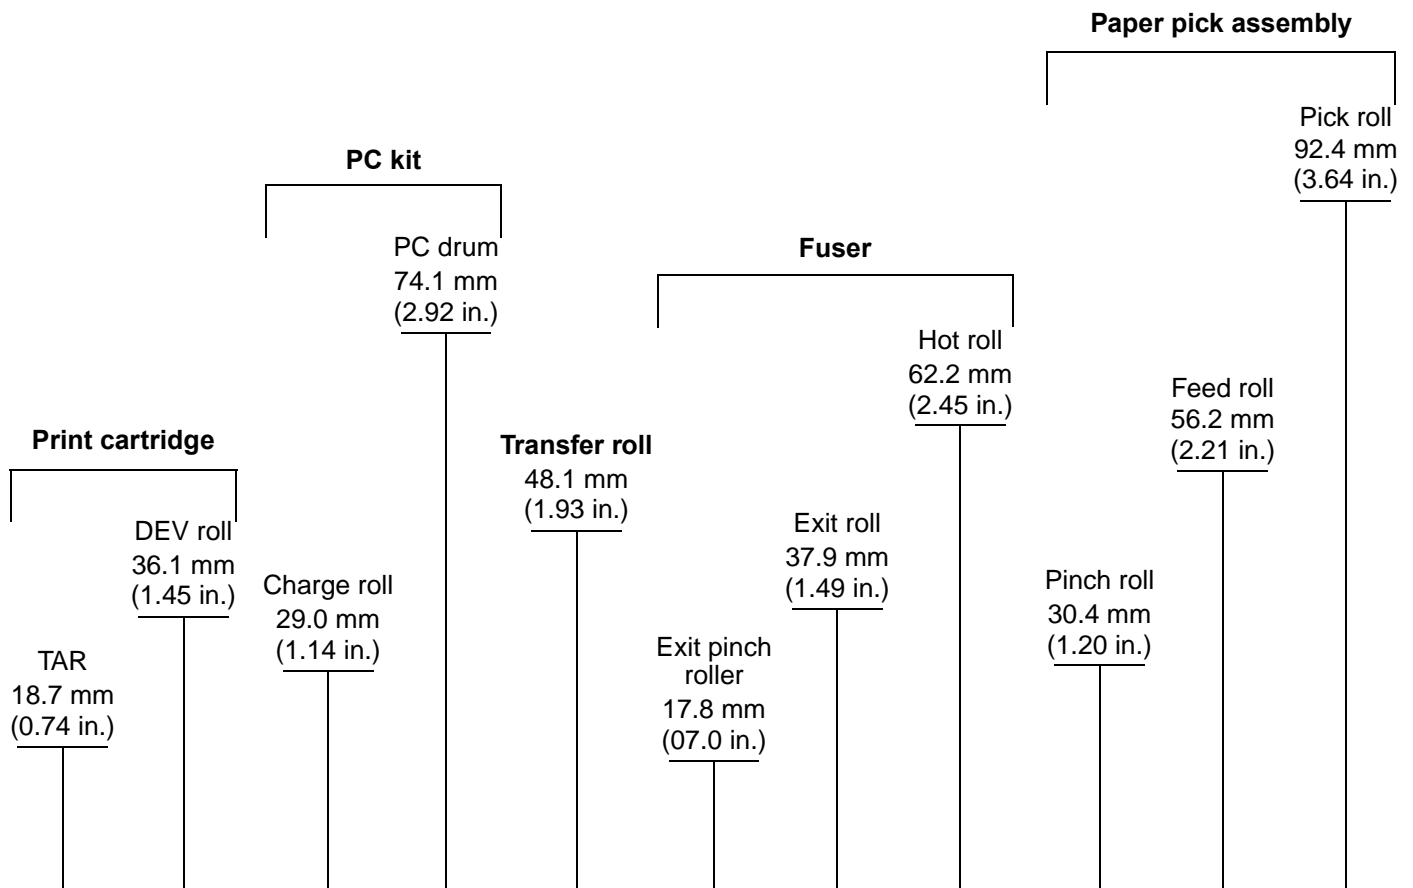 Paper pick assembly
Pick roll
92.4 mm
(3.64 in.)
PC kit
PC drum
74.1 mm
(2.92 in.)
Fuser
Hot roll
62.2 mm
(2.45 in.)
Feed roll
56.2 mm
(2.21 in.)
Print cartridge
Transfer roll
48.1 mm
(1.93 in.)
DEV roll
36.1 mm
(1.45 in.)
Exit roll
37.9 mm
(1.49 in.)
Charge roll
29.0 mm
(1.14 in.)
Pinch roll
30.4 mm
(1.20 in.)
TAR
18.7 mm
(0.74 in.)
Exit pinch
roller
17.8 mm
(07.0 in.)